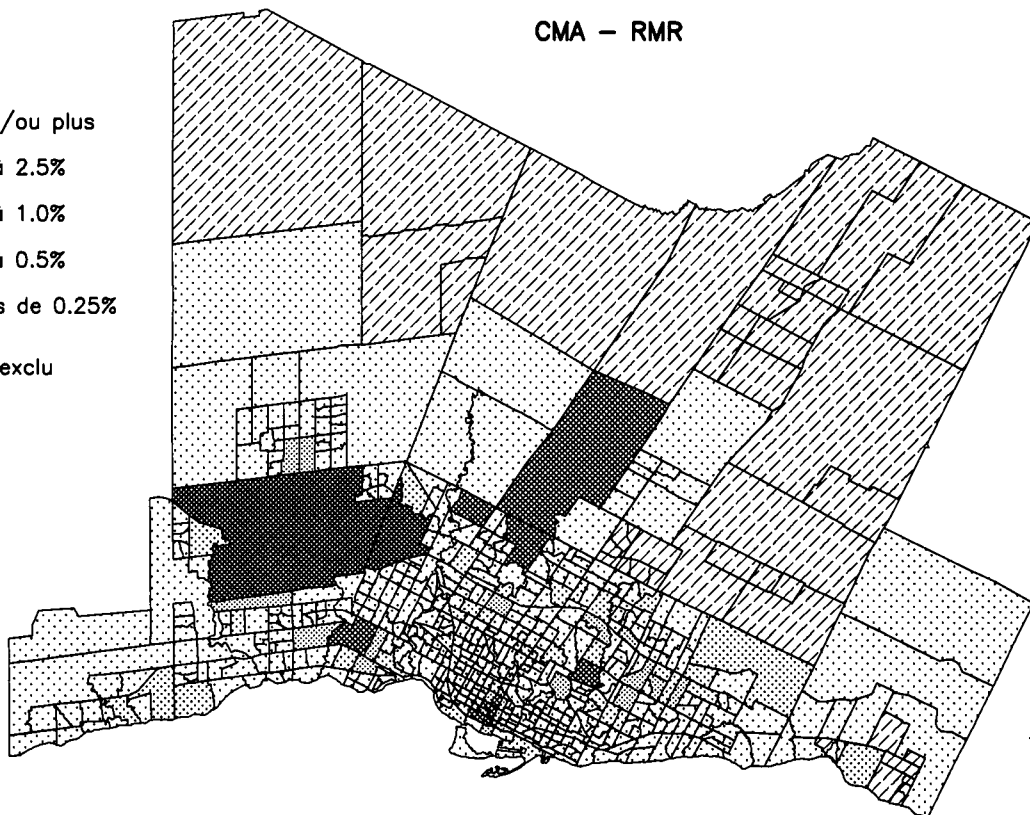 CMA – RMR
/ou plus
à 2.5%
à 1.0%
à 0.5%
s de 0.25%
exclu